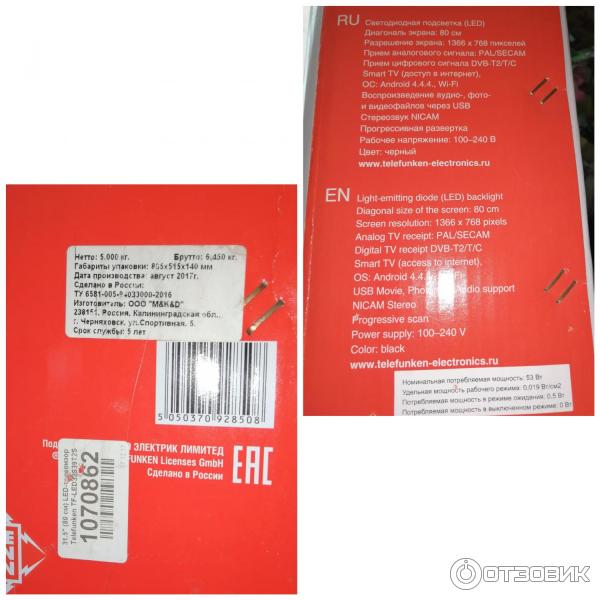 RU
Светодиодная подсветка (LED)
Диагональ экрана: 80 см
Разрешение экрана: 1366 x 768 пикселей
Прием аналогового сигнала: PAL/SECAM
Прием цифрового сигнала DVB-T2/T/C
Smart TV (доступ в интернет),
ОС: Android 4.4.4., Wi-Fi
Воспроизведение аудио-, фото-
и видеофайлов через USB
Стереозвук NICAM
Прогрессивная развертка
Рабочее напряжение: 100–240 В
Цвет: черный
www.telefunken-electronics.ru
EN
Light-emitting diode (LED) backlight
Diagonal size of the screen: 80 cm
Screen resolution: 1366 x 768 pixels
Analog TV receipt: PAL/SECAM
Digital TV receipt DVB-T2/T/C
Smart TV (access to internet),
OS: Android 4.4.4
USB Movie, Audio support
NICAM Stereo
Progressive scan
Power supply: 100–240 V
Color: black
www.telefunken-electronics.ru
Номинальная потребляемая мощность: 53 Вт
Удельная мощность рабочего режима: 0,019 Вт/см2
Потребляемая мощность в режиме ожидания: 0,5 Вт
Потребляемая мощность в выключенном режиме: 0 Вт
Нетто: 5,000 кг. Брутто: 6,450 кг.
Габариты упаковки: 805x515x140 мм
Дата производства: август 2017г.
Сделано в России:
ТУ 6581-005-94033000-2016
Изготовитель: ООО "М&К&D"
238151, Россия, Калининградская обл.,
г. Черняховск, ул.Спортивная, 5.
Срок службы: 5 лет
5 050370 928508
ЭЛЕКТРИК ЛИМИТЕД
FUNKEN Licenses GmbH
Сделано в России
EAC
31.5" (80 см) LED-телевизор
Telefunken
1070862
ОТЗОВИК